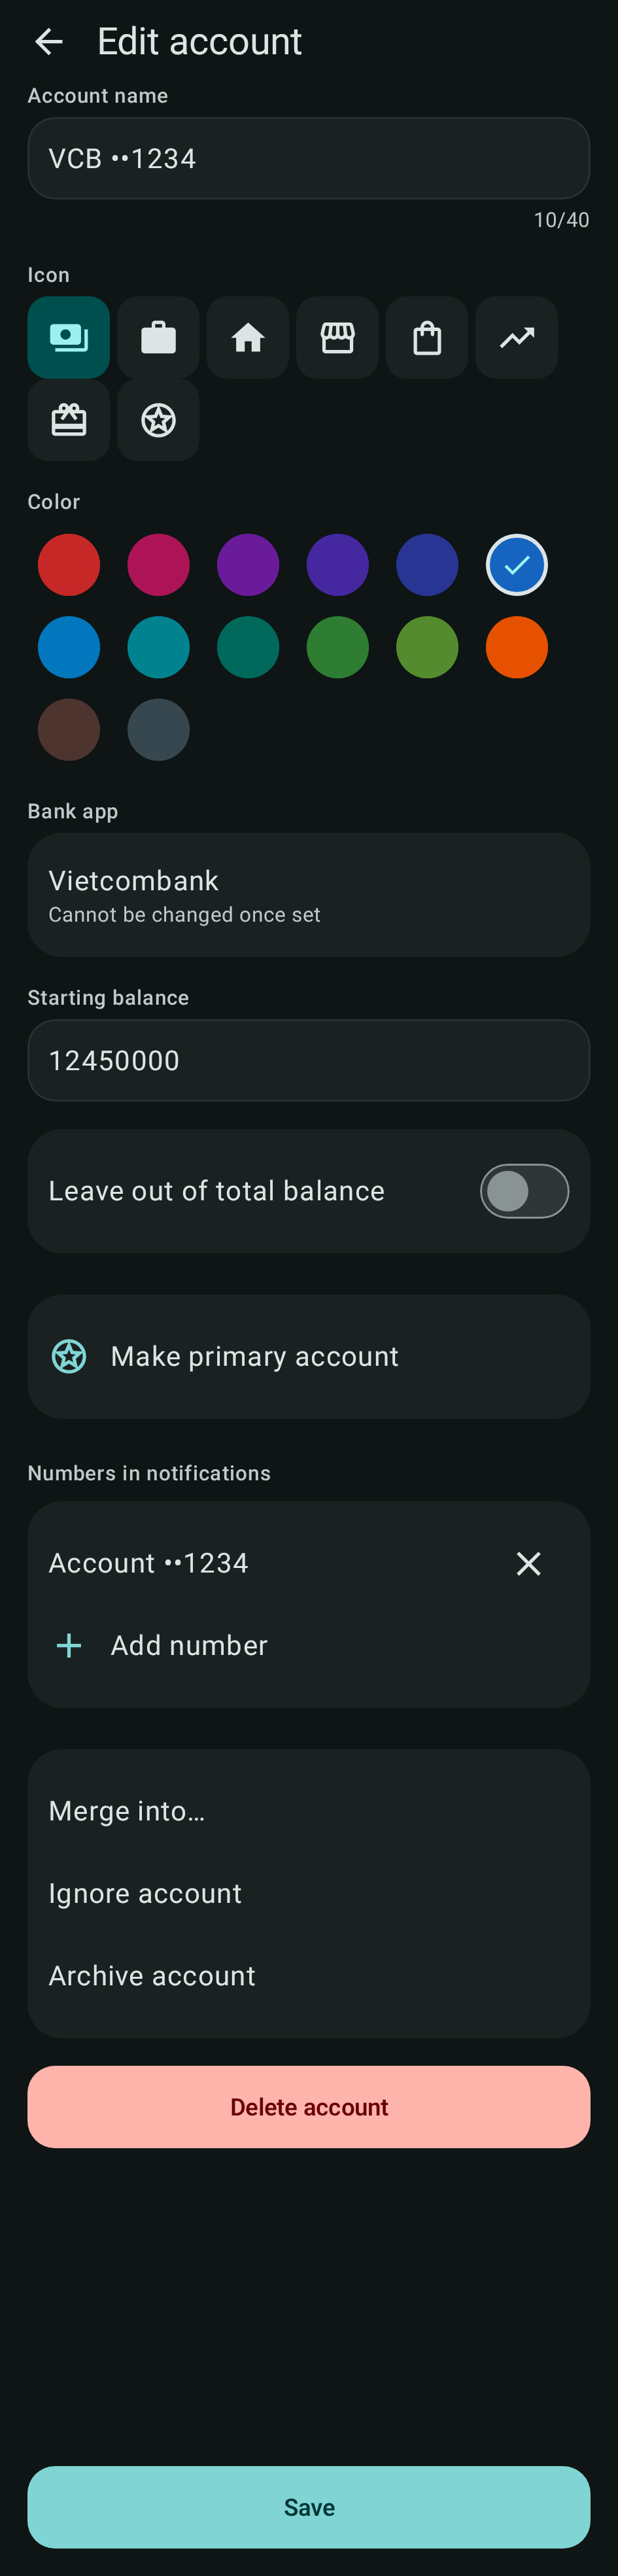 Edit account
Account name
VCB ••1234
10/40
Icon
Color
Bank app
Vietcombank
Cannot be changed once set
Starting balance
12450000
Leave out of total balance
Make primary account
Numbers in notifications
Account ••1234
Add number
Merge into…
Ignore account
Archive account
Delete account
Save